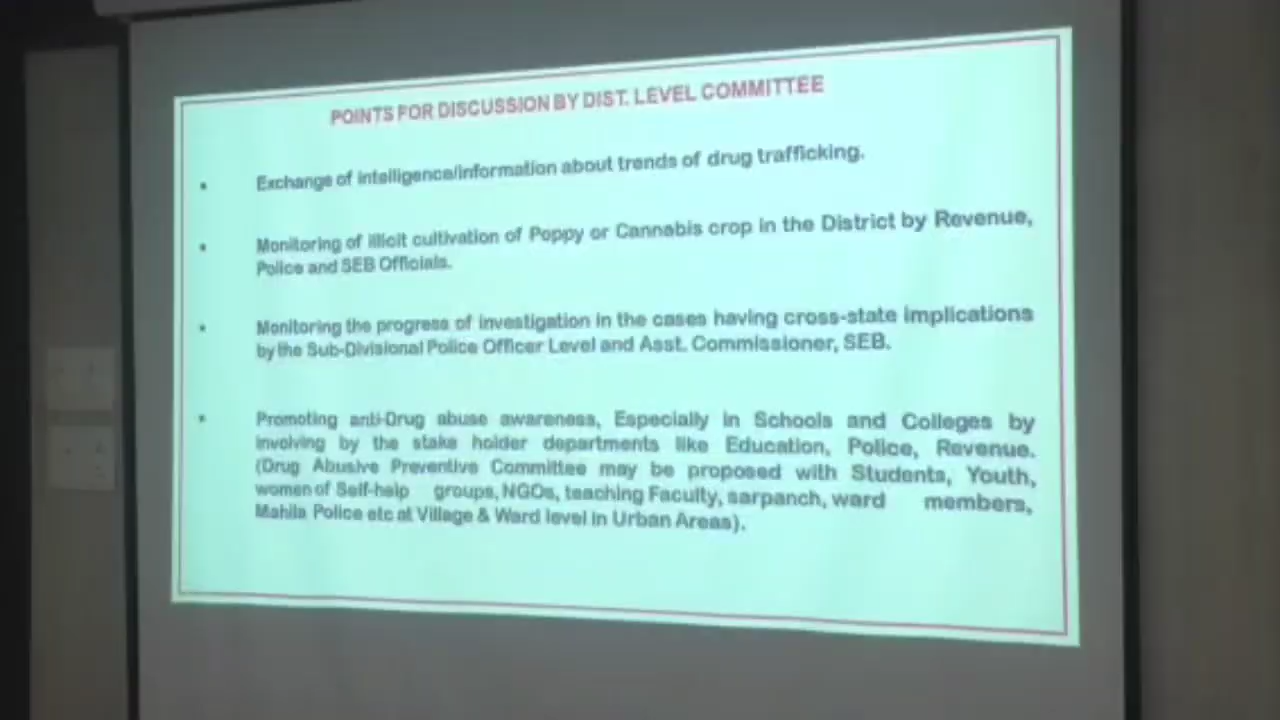 POINTS FOR DISCUSSION BY DIST. LEVEL COMMITTEE
• Exchange of intelligence/information about trends of drug trafficking.
• Monitoring of illicit cultivation of Poppy or Cannabis crop in the District by Revenue,
Police and SEB Officials.
• Monitoring the progress of investigation in the cases having cross-state implications
by the Sub-Divisional Police Officer Level and Asst. Commissioner, SEB.
• Promoting anti-Drug abuse awareness, Especially in Schools and Colleges by
involving by the stake holder departments like Education, Police, Revenue.
(Drug Abusive Preventive Committee may be proposed with Students, Youth,
women of Self-help groups, NGOs, teaching Faculty, sarpanch, ward members,
Mahila Police etc at Village & Ward level in Urban Areas).